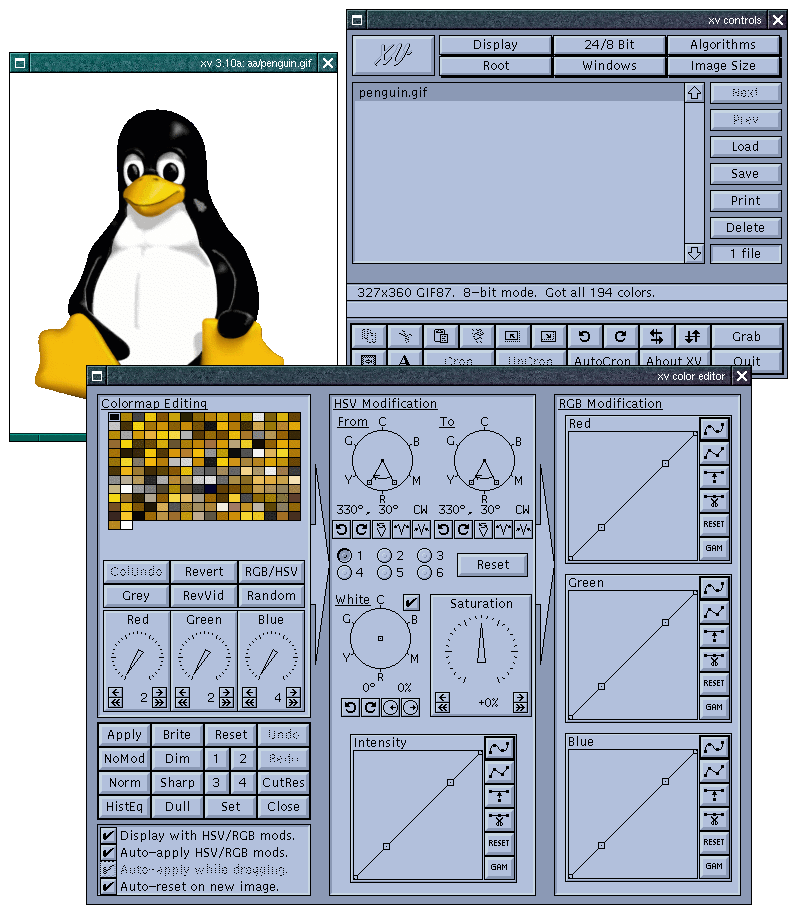 xv controls
xv 3.10a: aa/penguin.gif
XV
Display 24/8 Bit Algorithms
Root Windows Image Size
penguin.gif
Next
Prev
Load
Save
Print
Delete
1 file
327x360 GIF87. 8-bit mode. Got all 194 colors.
Grab
A Crop UnCrop AutoCrop About XV Quit
xv color editor
Colormap Editing
ColUndo Revert RGB/HSV
Grey RevVid Random
Red Green Blue
2 2 4
Apply Brite Reset Undo
NoMod Dim 1 2 Redo
Norm Sharp 3 4 CutRes
HistEq Dull Set Close
Display with HSV/RGB mods.
Auto-apply HSV/RGB mods.
Auto-apply while dragging.
Auto-reset on new image.
HSV Modification
From C To C
G B G B
Y M Y M
R R
330°, 30° CW 330°, 30° CW
1 2 3
4 5 6
Reset
White C
G B
Y M
R
0° 0%
Saturation
+0%
Intensity
RESET
GAM
RGB Modification
Red
RESET
GAM
Green
RESET
GAM
Blue
RESET
GAM